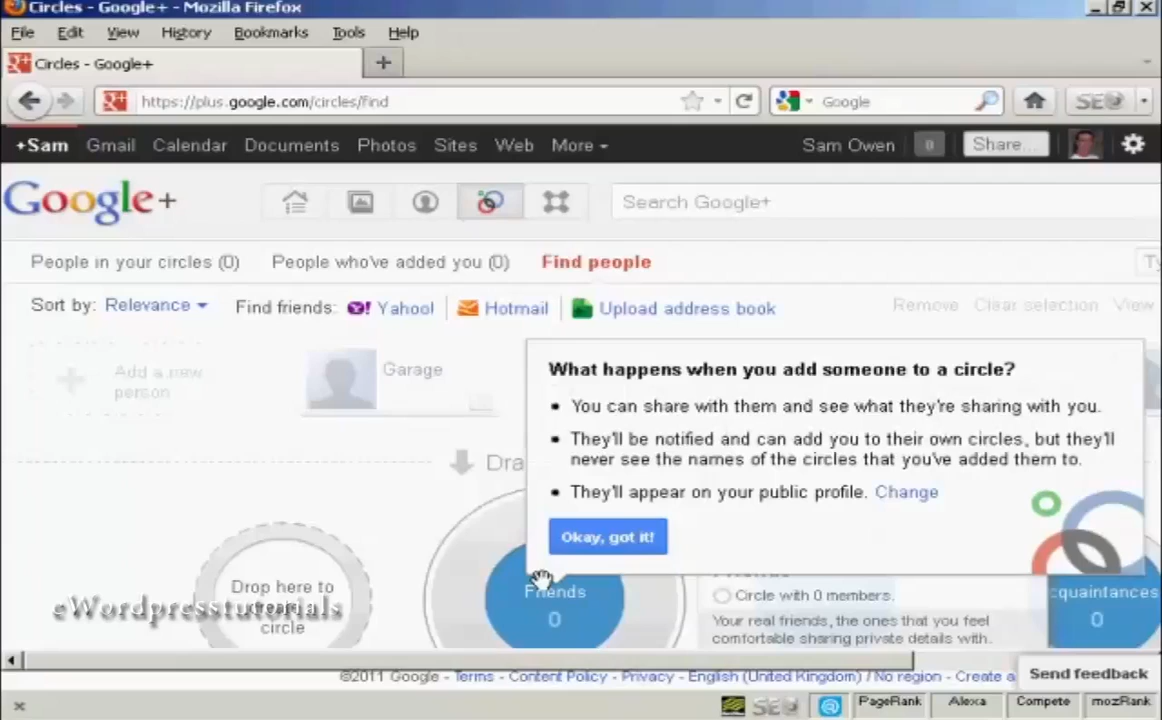 Circles - Google+ - Mozilla Firefox
File Edit View History Bookmarks Tools Help
Circles - Google+
https://plus.google.com/circles/find
Google
SE
+Sam Gmail Calendar Documents Photos Sites Web More Sam Owen 0 Share...
Google+
Search Google+
People in your circles (0) People who've added you (0) Find people
Sort by: Relevance Find friends: Yahoo Hotmail Upload address book Remove Clear selection View
Add a new
person
Garage
What happens when you add someone to a circle?
You can share with them and see what they're sharing with you.
They'll be notified and can add you to their own circles, but they'll
never see the names of the circles that you've added them to.
They'll appear on your public profile. Change
Okay, got it!
Drop here to
circle
eWordpresstutorials
Friends
0
Circle with 0 members.
Your real friends, the ones that you feel
comfortable sharing private details with.
cquaintances
0
©2011 Google - Terms - Content Policy - Privacy - English (United Kingdom) / No region - Create a
Send feedback
SE PageRank Alexa Compete mozRank